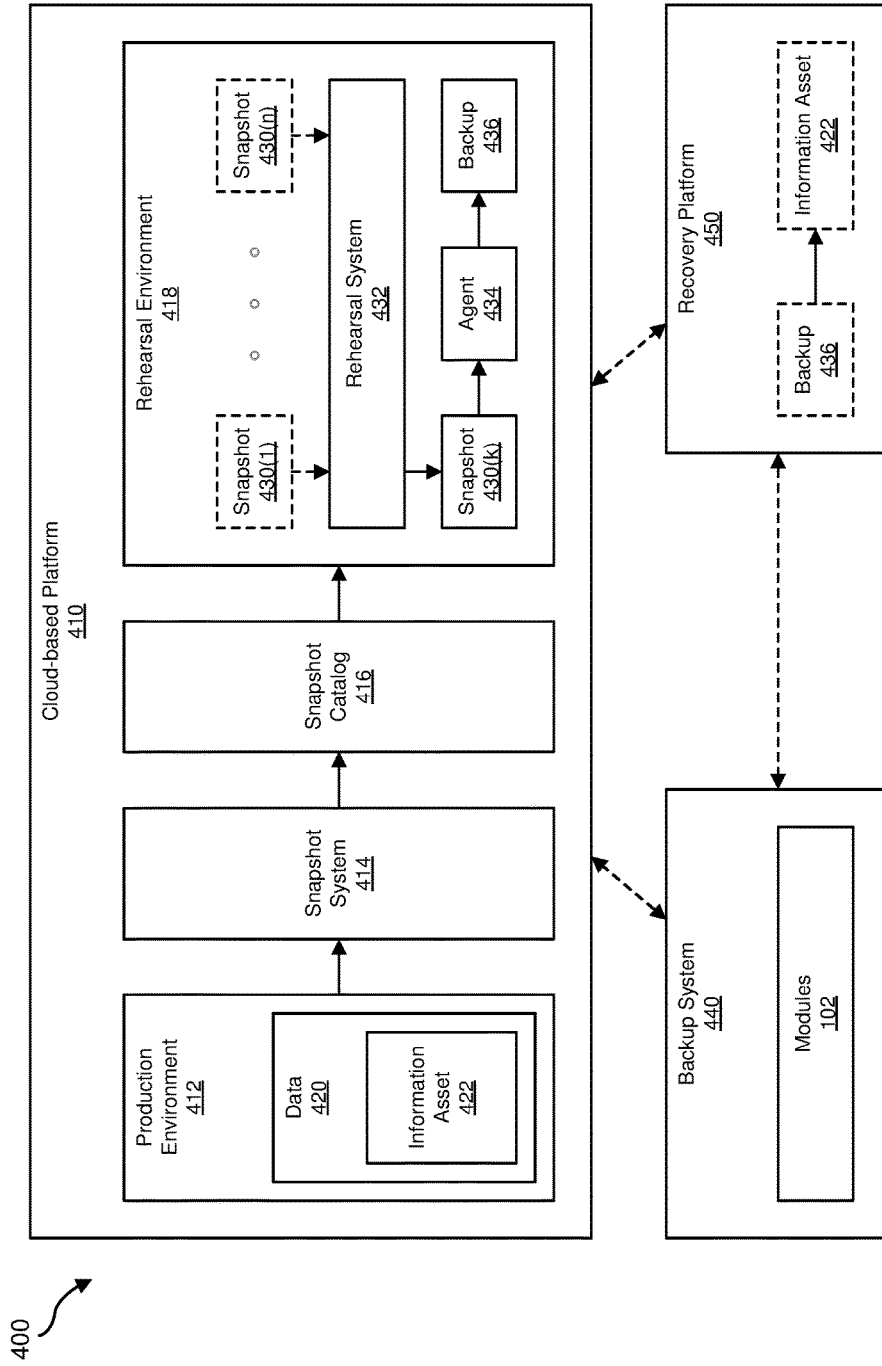 400
Cloud-based Platform
410
Production
Environment
412
Data
420
Information
Asset
422
Snapshot
System
414
Snapshot
Catalog
416
Rehearsal Environment
418
Snapshot
430(1)
Snapshot
430(n)
Rehearsal System
432
Snapshot
430(k)
Agent
434
Backup
436
Backup System
440
Modules
102
Recovery Platform
450
Backup
436
Information Asset
422